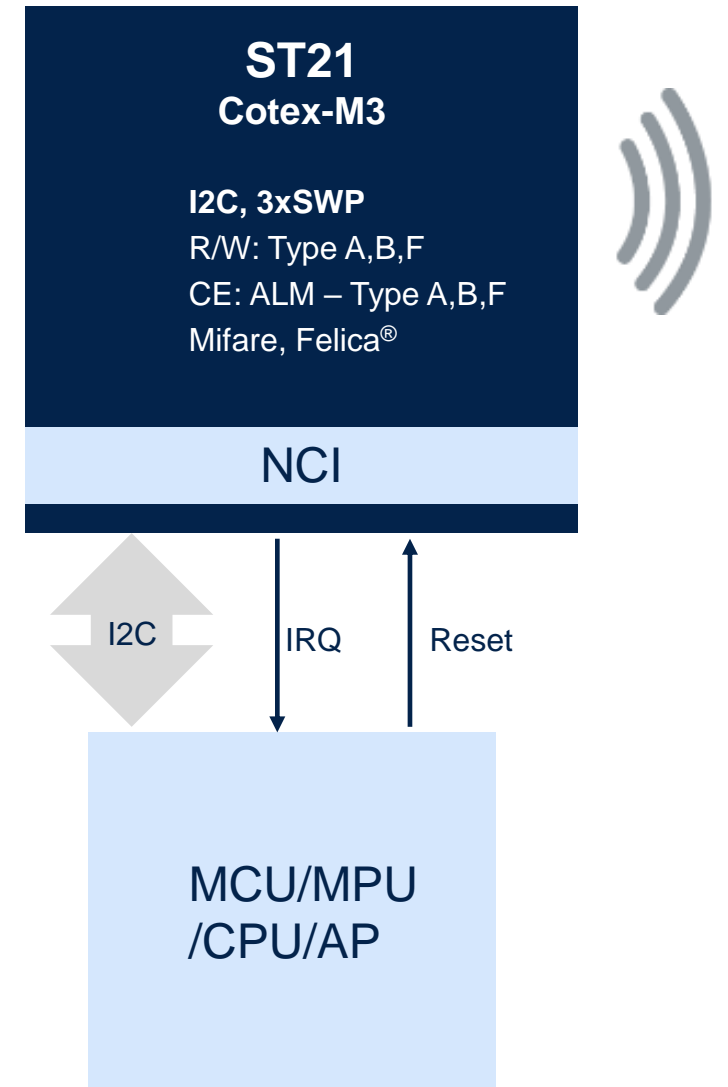 ST21
Cotex-M3
I2C, 3xSWP
R/W: Type A,B,F
CE: ALM – Type A,B,F
Mifare, Felica®
NCI
I2C
IRQ
Reset
MCU/MPU
/CPU/AP